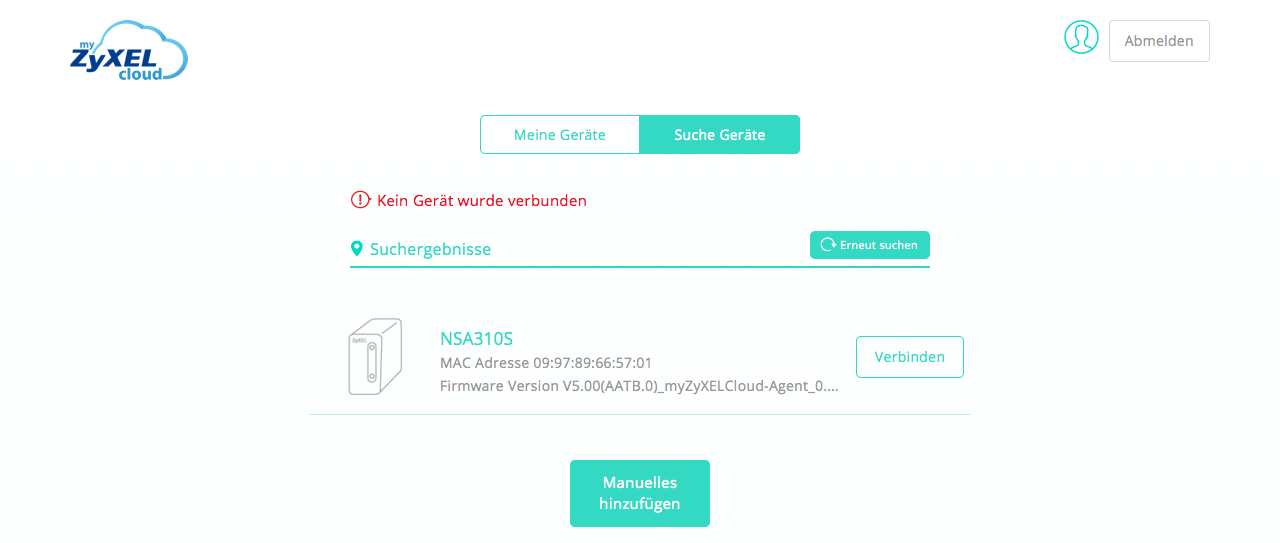 my
ZyXEL
cloud
Abmelden
Meine Geräte
Suche Geräte
Kein Gerät wurde verbunden
Suchergebnisse
Erneut suchen
ZyXEL
NSA310S
MAC Adresse 09:97:89:66:57:01
Firmware Version V5.00(AATB.0)_myZyXELCloud-Agent_0....
Verbinden
Manuelles
hinzufügen